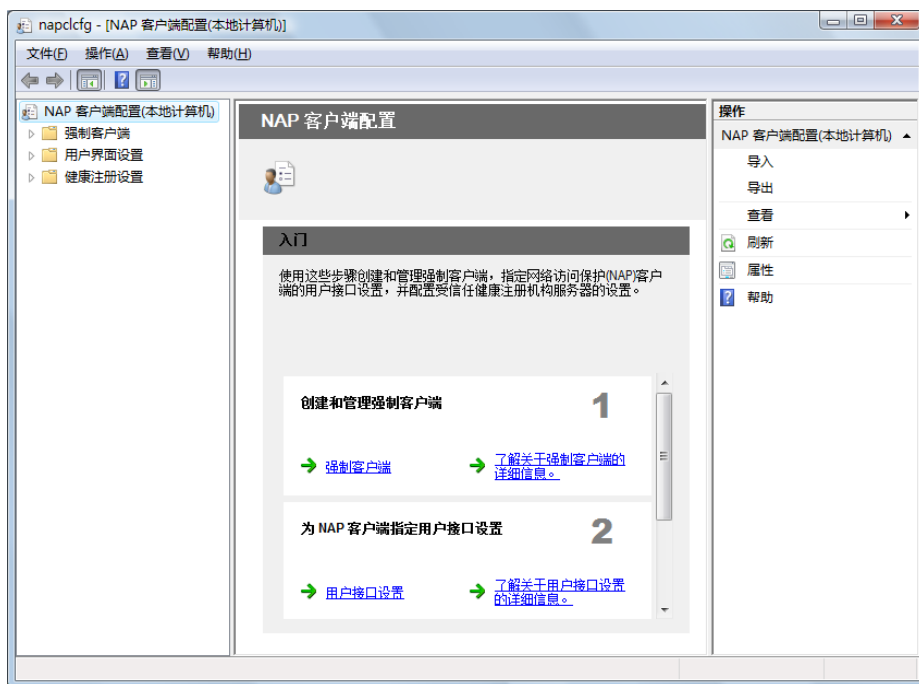 napclcfg - [NAP 客户端配置(本地计算机)]
文件(F) 操作(A) 查看(V) 帮助(H)
NAP 客户端配置(本地计算机)
强制客户端
用户界面设置
健康注册设置
NAP 客户端配置
入门
使用这些步骤创建和管理强制客户端，指定网络访问保护(NAP)客户
端的用户接口设置，并配置受信任健康注册机构服务器的设置。
创建和管理强制客户端
1
强制客户端
了解关于强制客户端的
详细信息。
为 NAP 客户端指定用户接口设置
2
用户接口设置
了解关于用户接口设置
的详细信息。
操作
NAP 客户端配置(本地计算机)
导入
导出
查看
刷新
属性
帮助